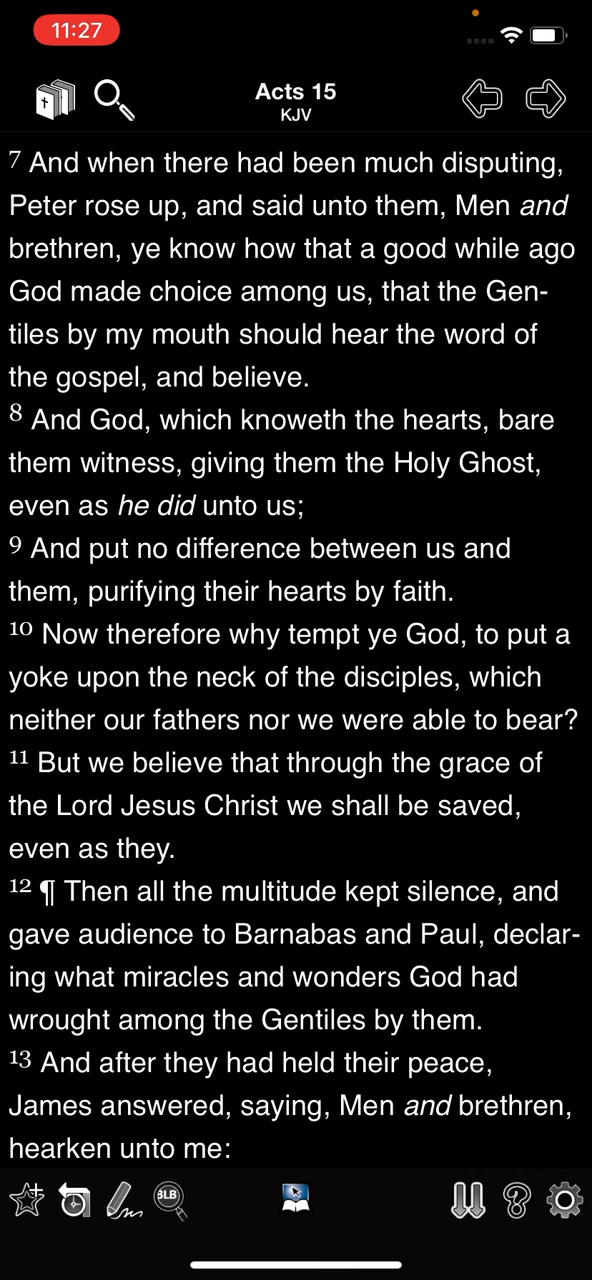 11:27
Acts 15
KJV
7 And when there had been much disputing,
Peter rose up, and said unto them, Men and
brethren, ye know how that a good while ago
God made choice among us, that the Gen-
tiles by my mouth should hear the word of
the gospel, and believe.
8 And God, which knoweth the hearts, bare
them witness, giving them the Holy Ghost,
even as he did unto us;
9 And put no difference between us and
them, purifying their hearts by faith.
10 Now therefore why tempt ye God, to put a
yoke upon the neck of the disciples, which
neither our fathers nor we were able to bear?
11 But we believe that through the grace of
the Lord Jesus Christ we shall be saved,
even as they.
12 ¶ Then all the multitude kept silence, and
gave audience to Barnabas and Paul, declar-
ing what miracles and wonders God had
wrought among the Gentiles by them.
13 And after they had held their peace,
James answered, saying, Men and brethren,
hearken unto me:
BLB